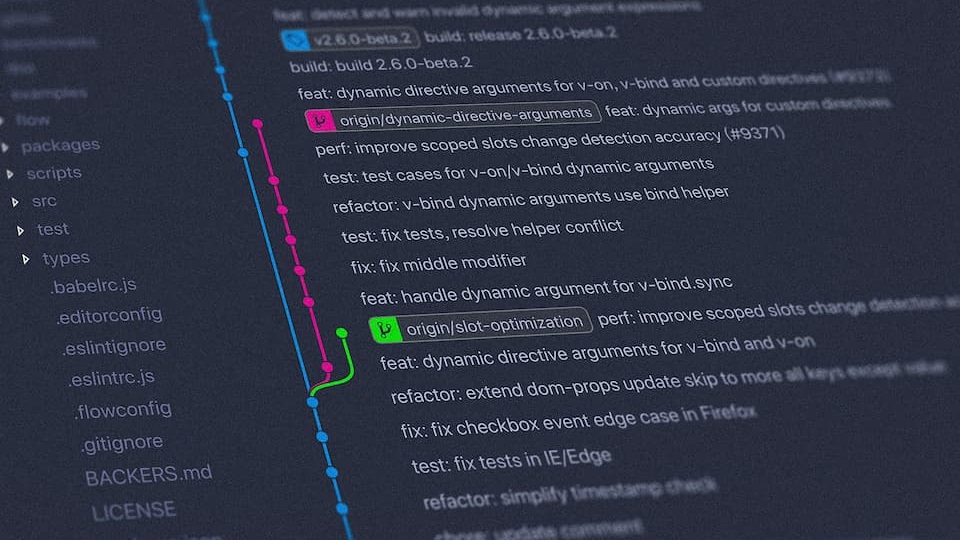 examples
flow
packages
scripts
src
test
types
.babelrc.js
.editorconfig
.eslintignore
.eslintrc.js
.flowconfig
.gitignore
BACKERS.md
LICENSE
feat: detect and warn invalid dynamic argument expressions
v2.6.0-beta.2 build: release 2.6.0-beta.2
build: build 2.6.0-beta.2
feat: dynamic directive arguments for v-on, v-bind and custom directives (#9373)
origin/dynamic-directive-arguments feat: dynamic args for custom directives
perf: improve scoped slots change detection accuracy (#9371)
test: test cases for v-on/v-bind dynamic arguments
refactor: v-bind dynamic arguments use bind helper
test: fix tests, resolve helper conflict
fix: fix middle modifier
feat: handle dynamic argument for v-bind.sync
origin/slot-optimization perf: improve scoped slots change detection
feat: dynamic directive arguments for v-bind and v-on
refactor: extend dom-props update skip to more all keys except value
fix: fix checkbox event edge case in Firefox
test: fix tests in IE/Edge
refactor: simplify timestamp check
chore: update comment